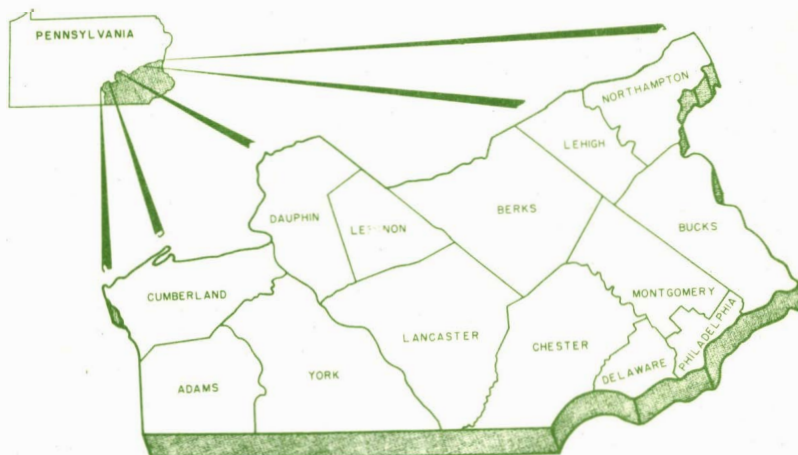 PENNSYLVANIA
NORTHAMPTON
LEHIGH
DAUPHIN
BERKS
BUCKS
CUMBERLAND
MONTGOMERY
PHILADELPHIA
LANCASTER
CHESTER
DELAWARE
ADAMS
YORK